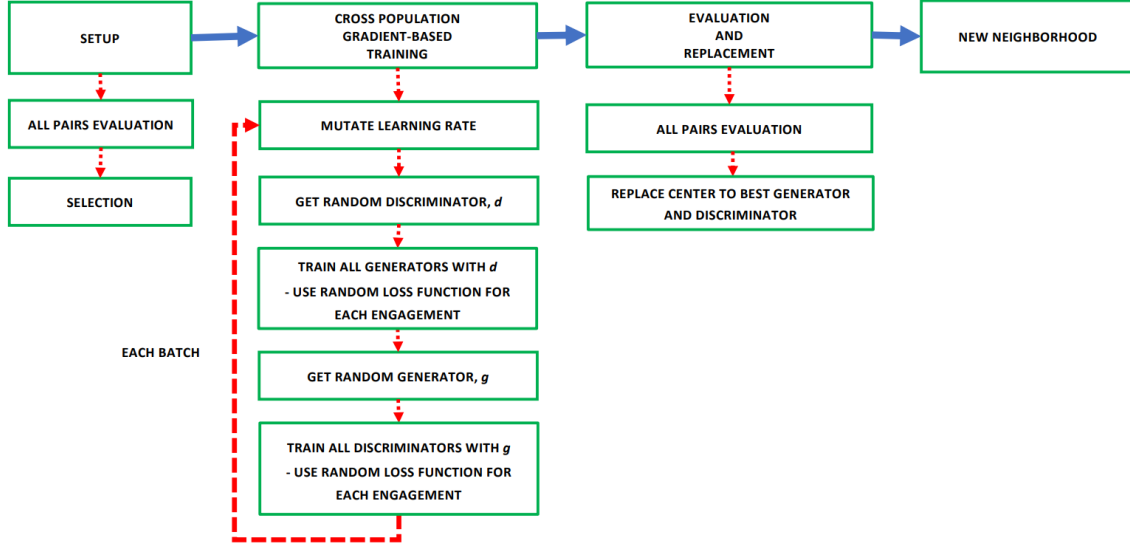 SETUP
ALL PAIRS EVALUATION
SELECTION
CROSS POPULATION
GRADIENT-BASED
TRAINING
MUTATE LEARNING RATE
GET RANDOM DISCRIMINATOR, d
TRAIN ALL GENERATORS WITH d
- USE RANDOM LOSS FUNCTION FOR
EACH ENGAGEMENT
EACH BATCH
GET RANDOM GENERATOR, g
TRAIN ALL DISCRIMINATORS WITH g
- USE RANDOM LOSS FUNCTION FOR
EACH ENGAGEMENT
EVALUATION
AND
REPLACEMENT
ALL PAIRS EVALUATION
REPLACE CENTER TO BEST GENERATOR
AND DISCRIMINATOR
NEW NEIGHBORHOOD